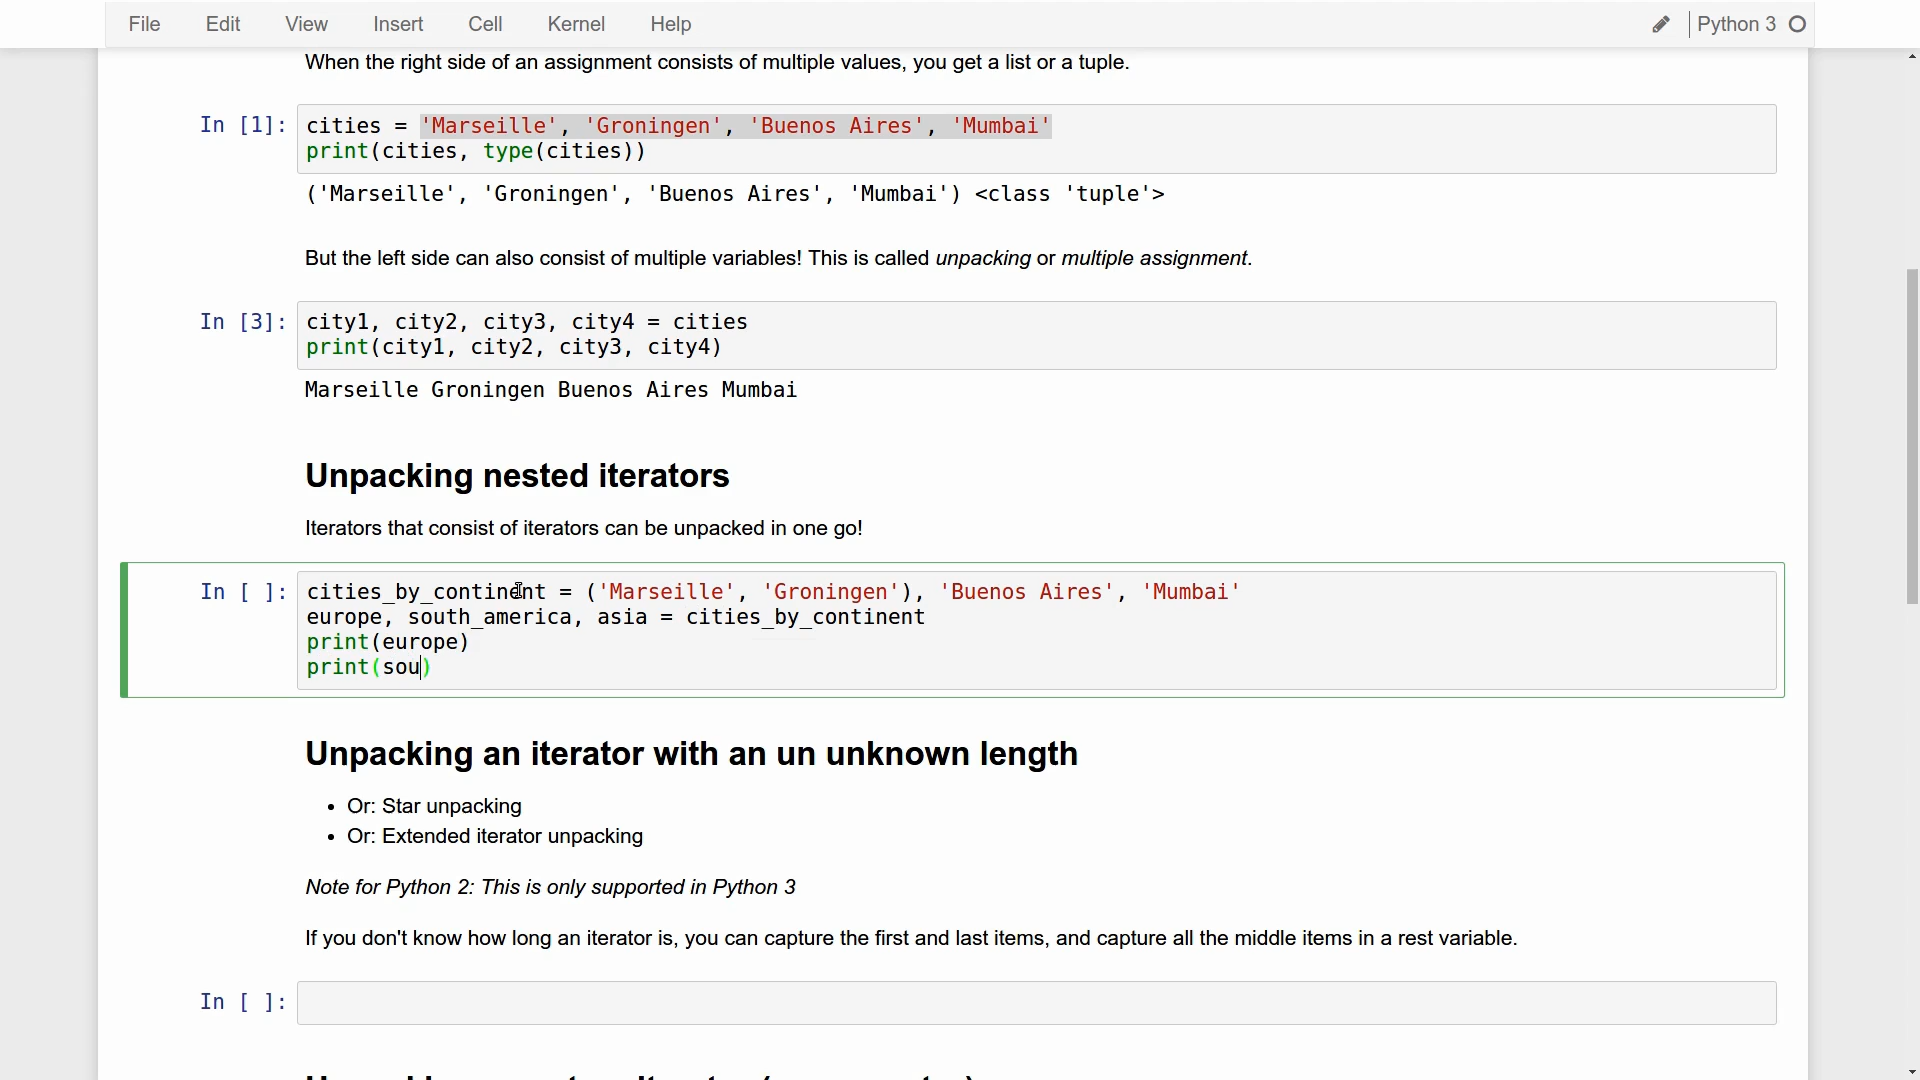 File Edit View Insert Cell Kernel Help Python 3
When the right side of an assignment consists of multiple values, you get a list or a tuple.
In [1]: cities = 'Marseille', 'Groningen', 'Buenos Aires', 'Mumbai'
print(cities, type(cities))
('Marseille', 'Groningen', 'Buenos Aires', 'Mumbai') <class 'tuple'>
But the left side can also consist of multiple variables! This is called unpacking or multiple assignment.
In [3]: city1, city2, city3, city4 = cities
print(city1, city2, city3, city4)
Marseille Groningen Buenos Aires Mumbai
Unpacking nested iterators
Iterators that consist of iterators can be unpacked in one go!
In [ ]: cities_by_continent = ('Marseille', 'Groningen'), 'Buenos Aires', 'Mumbai'
europe, south_america, asia = cities_by_continent
print(europe)
print(sou)
Unpacking an iterator with an un unknown length
• Or: Star unpacking
• Or: Extended iterator unpacking
Note for Python 2: This is only supported in Python 3
If you don't know how long an iterator is, you can capture the first and last items, and capture all the middle items in a rest variable.
In [ ]: